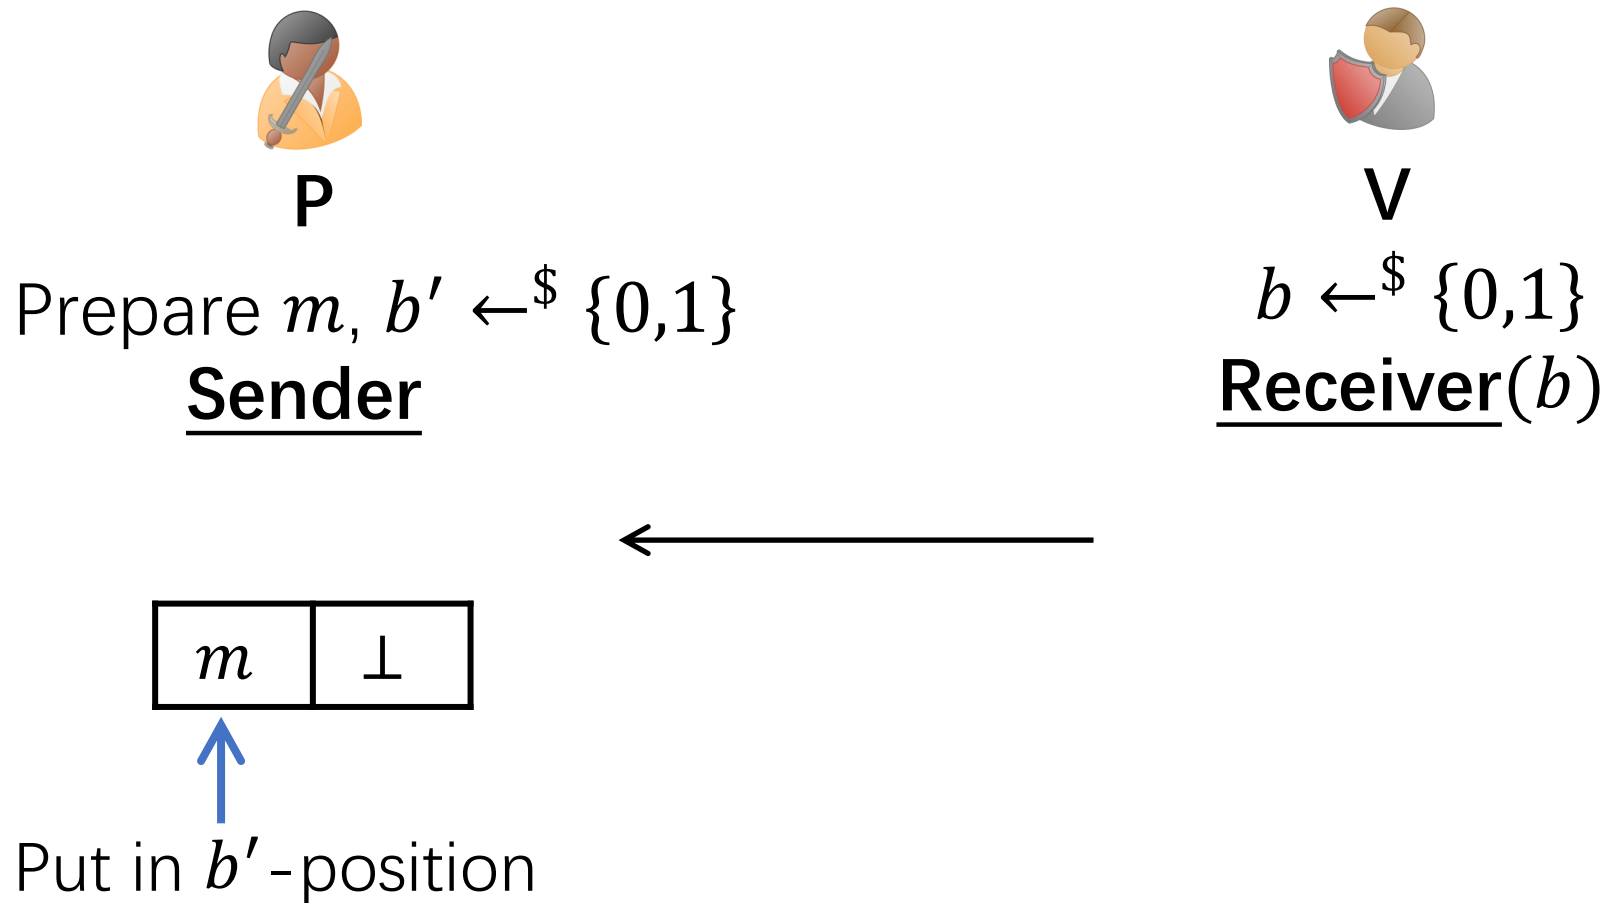 P
V
Prepare m, b′ ←$ {0,1}
b ←$ {0,1}
Sender
Receiver(b)
m
⊥
Put in b′-position